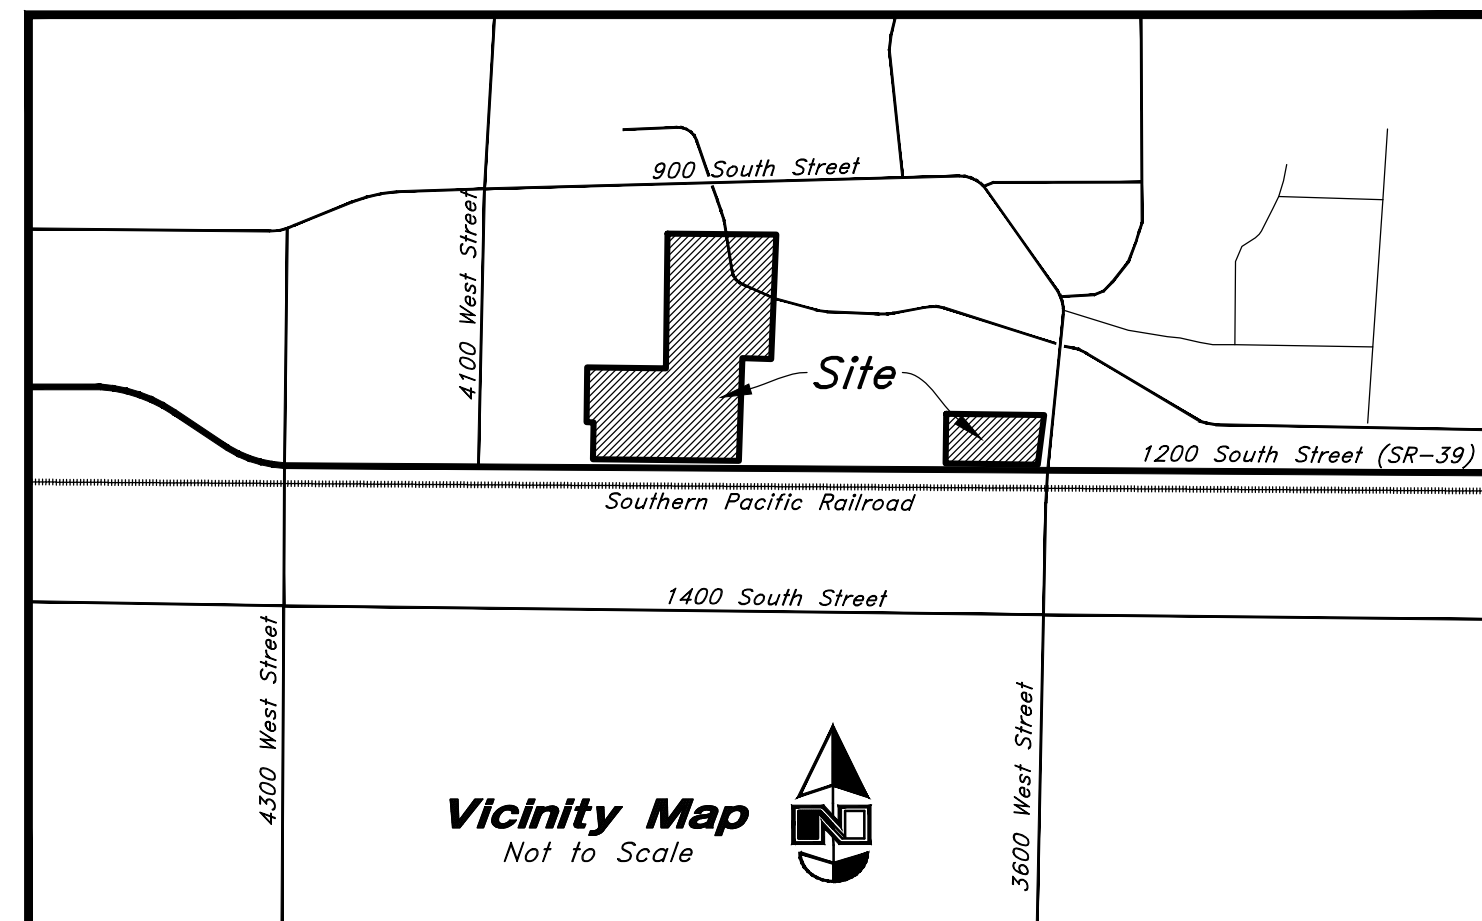 900 South Street
4100 West Street
Site
1200 South Street (SR-39)
Southern Pacific Railroad
1400 South Street
4300 West Street
3600 West Street
Vicinity Map
Not to Scale
N